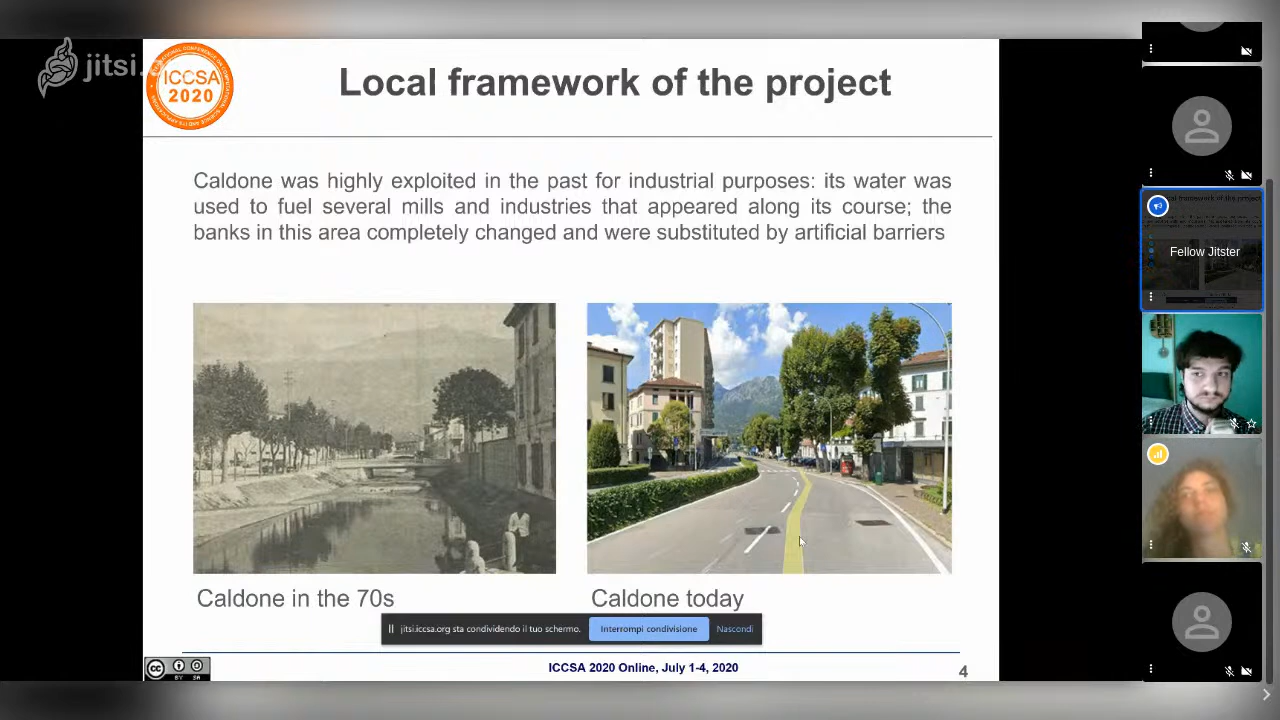 jitsi.o
ICCSA
2020
Local framework of the project
Caldone was highly exploited in the past for industrial purposes: its water was
used to fuel several mills and industries that appeared along its course; the
banks in this area completely changed and were substituted by artificial barriers
Caldone in the 70s
Caldone today
jitsi.iccsa.org sta condividendo il tuo schermo.
Interrompi condivisione
Nascondi
CC
BY SA
ICCSA 2020 Online, July 1-4, 2020
4
Fellow Jitster